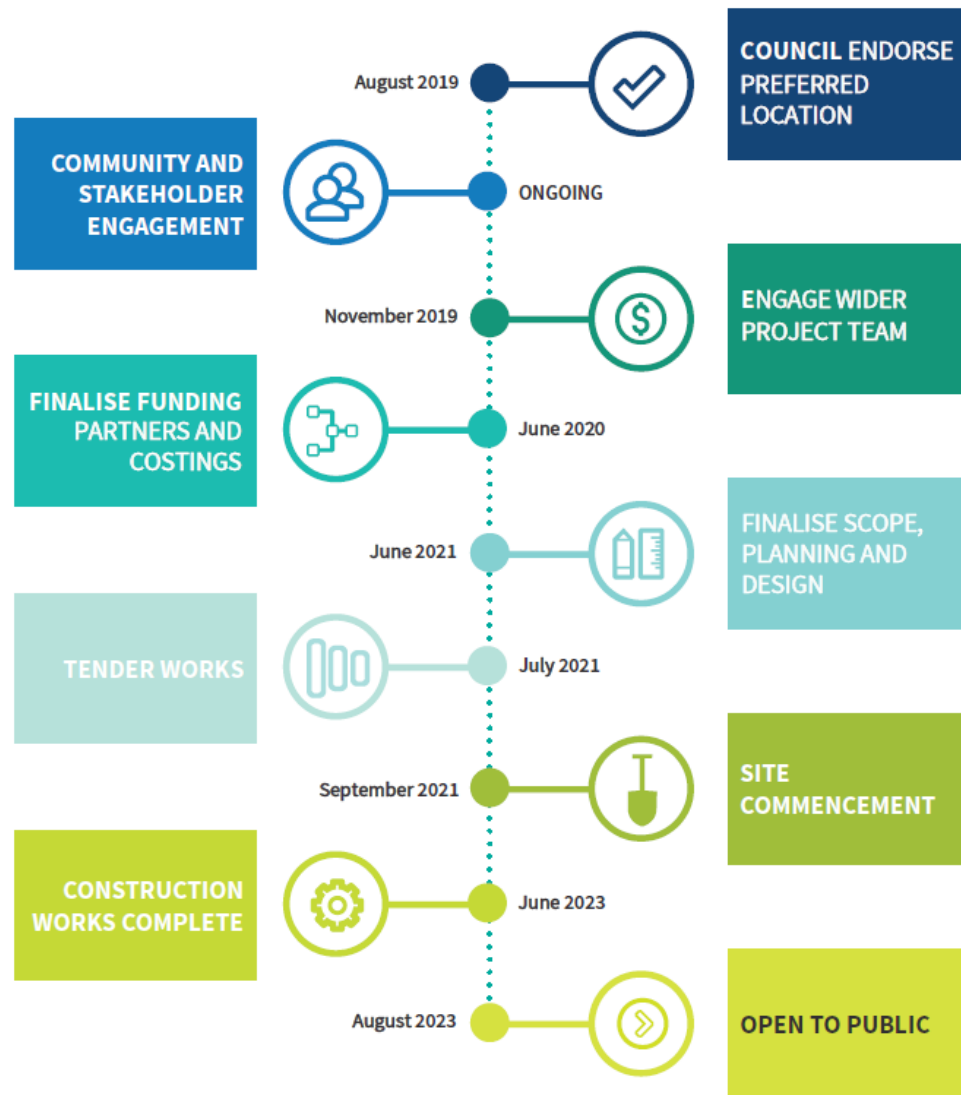 August 2019
COUNCIL ENDORSE
PREFERRED
LOCATION
COMMUNITY AND
STAKEHOLDER
ENGAGEMENT
ONGOING
November 2019
ENGAGE WIDER
PROJECT TEAM
$
FINALISE FUNDING
PARTNERS AND
COSTINGS
June 2020
June 2021
FINALISE SCOPE,
PLANNING AND
DESIGN
TENDER WORKS
July 2021
September 2021
SITE
COMMENCEMENT
CONSTRUCTION
WORKS COMPLETE
June 2023
August 2023
OPEN TO PUBLIC